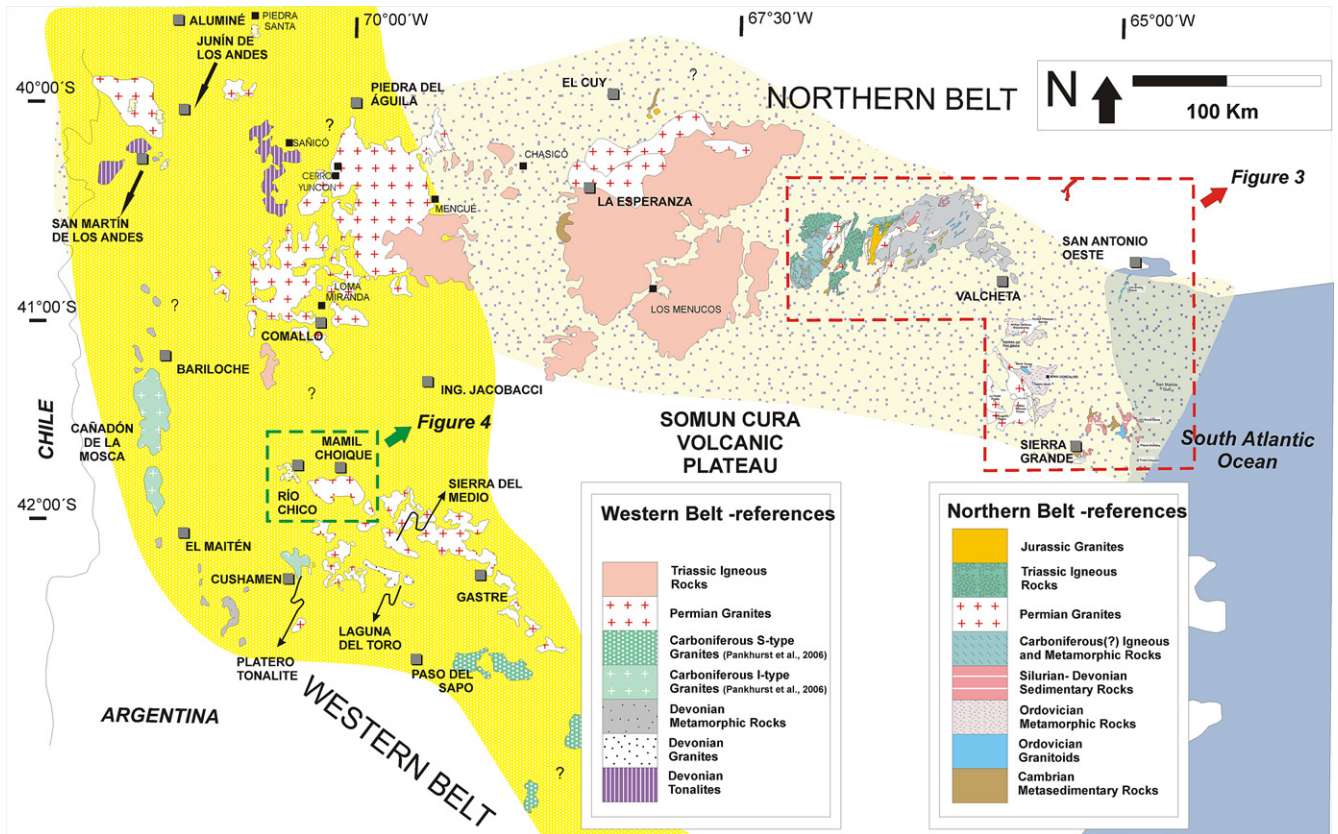 70°00'W
67°30'W
65°00'W
ALUMINÉ
PIEDRA
SANTA
JUNÍN DE
LOS ANDES
40°00'S
PIEDRA DEL
ÁGUILA
EL CUY
?
NORTHERN BELT
N
100 Km
?
SAÑICÓ
CERRO
YUNCÓN
CHASICÓ
MENCUÉ
LA ESPERANZA
Figure 3
SAN MARTÍN
DE LOS ANDES
SAN ANTONIO
OESTE
?
LOMA
MIRANDA
LOS MENUCOS
VALCHETA
41°00'S
COMALLO
BARILOCHE
?
ING. JACOBACCI
CHILE
CAÑADÓN
DE LA
MOSCA
Figure 4
MAMIL
CHOIQUE
RÍO
CHICO
SIERRA DEL
MEDIO
SOMUN CURA
VOLCANIC
PLATEAU
SIERRA
GRANDE
South Atlantic
Ocean
42°00'S
EL MAITÉN
CUSHAMEN
GASTRE
LAGUNA
DEL TORO
PLATERO
TONALITE
PASO DEL
SAPO
ARGENTINA
WESTERN BELT
?
Western Belt -references
Triassic Igneous
Rocks
Permian Granites
Carboniferous S-type
Granites (Pankhurst et al., 2006)
Carboniferous I-type
Granites (Pankhurst et al., 2006)
Devonian
Metamorphic Rocks
Devonian
Granites
Devonian
Tonalites
Northern Belt -references
Jurassic Granites
Triassic Igneous
Rocks
Permian Granites
Carboniferous(?) Igneous
and Metamorphic Rocks
Silurian- Devonian
Sedimentary Rocks
Ordovician
Metamorphic Rocks
Ordovician
Granitoids
Cambrian
Metasedimentary Rocks